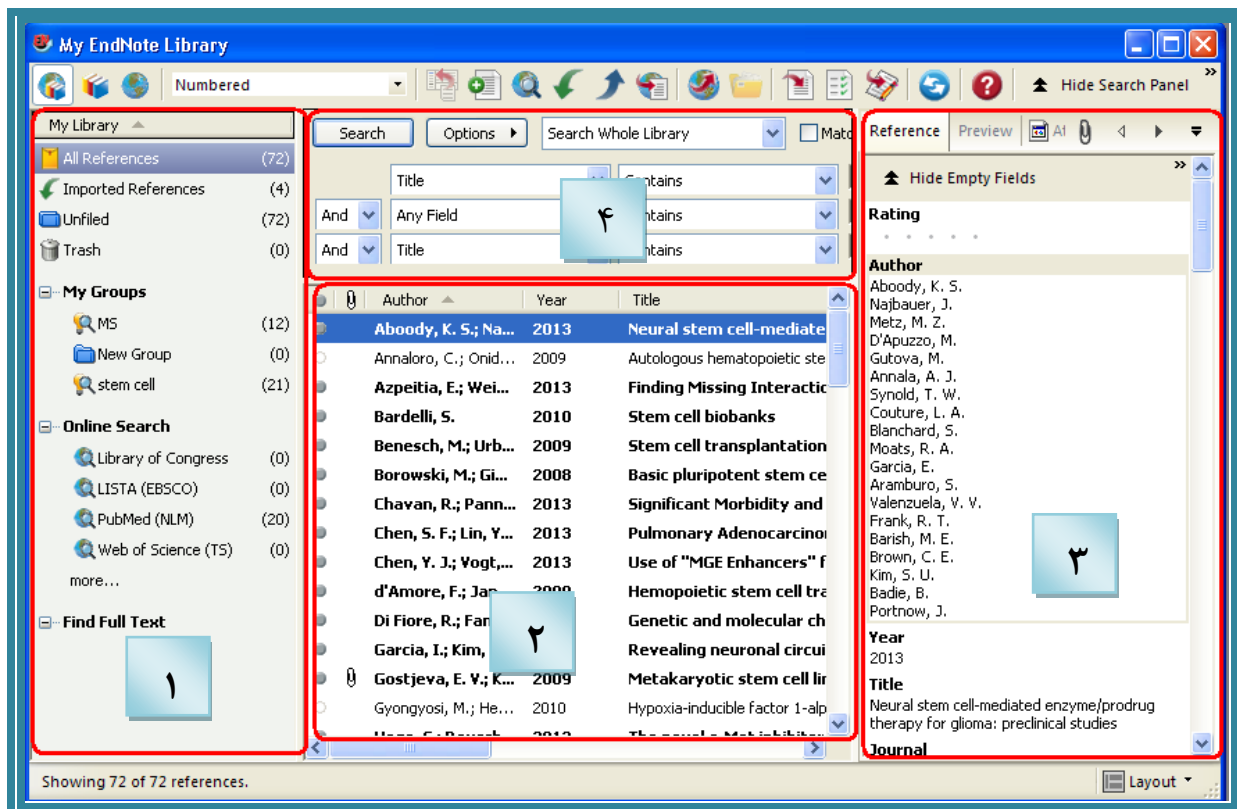 My EndNote Library
Numbered
Hide Search Panel
My Library
All References (72)
Imported References (4)
Unfiled (72)
Trash (0)
My Groups
MS (12)
New Group (0)
stem cell (21)
Online Search
Library of Congress (0)
LISTA (EBSCO) (0)
PubMed (NLM) (20)
Web of Science (TS) (0)
more...
Find Full Text
۱
Search Options Search Whole Library Matc
Title Contains
And Any Field
And Title
۴
Author Year Title
Aboody, K. S.; Na... 2013 Neural stem cell-mediate
Annaloro, C.; Onid... 2009 Autologous hematopoietic ste
Azpeitia, E.; Wei... 2013 Finding Missing Interactic
Bardelli, S. 2010 Stem cell biobanks
Benesch, M.; Urb... 2009 Stem cell transplantation
Borowski, M.; Gi... 2008 Basic pluripotent stem ce
Chavan, R.; Pann... 2013 Significant Morbidity and
Chen, S. F.; Lin, Y... 2013 Pulmonary Adenocarcinoi
Chen, Y. J.; Vogt,... 2013 Use of "MGE Enhancers" f
d'Amore, F.; Jan Hemopoietic stem cell tra
Di Fiore, R.; Fan Genetic and molecular ch
Garcia, I.; Kim, Revealing neuronal circui
Gostjeva, E. V.; K... 2009 Metakaryotic stem cell lir
Gyongyosi, M.; He... 2010 Hypoxia-inducible factor 1-alp
۲
Reference Preview
Hide Empty Fields
Rating
Author
Aboody, K. S.
Najbauer, J.
Metz, M. Z.
D'Apuzzo, M.
Gutova, M.
Annala, A. J.
Synold, T. W.
Couture, L. A.
Blanchard, S.
Moats, R. A.
Garcia, E.
Aramburo, S.
Valenzuela, V. V.
Frank, R. T.
Barish, M. E.
Brown, C. E.
Kim, S. U.
Badie, B.
Portnow, J.
۳
Year
2013
Title
Neural stem cell-mediated enzyme/prodrug
therapy for glioma: preclinical studies
Journal
Showing 72 of 72 references.
Layout